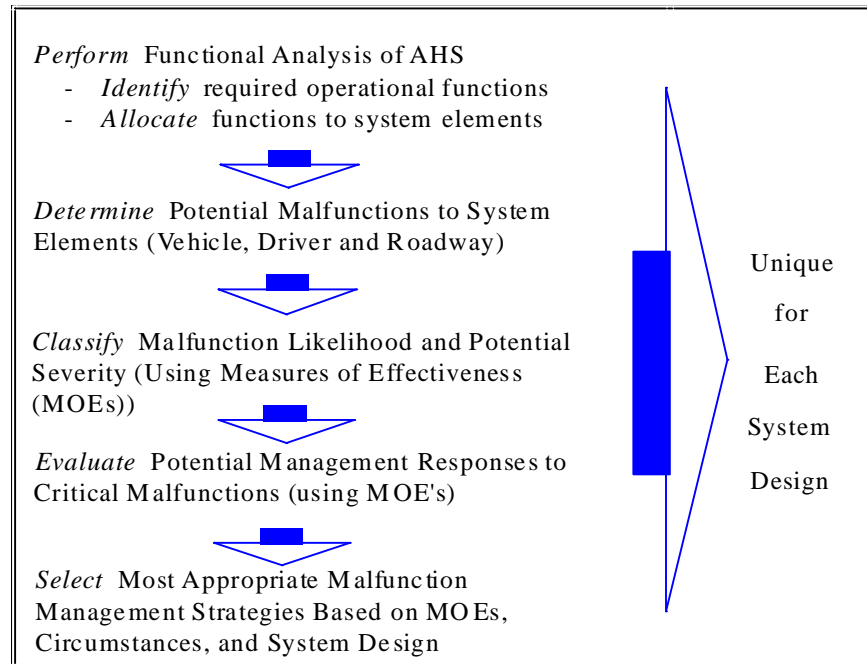 Perform Functional Analysis of AHS
- Identify required operational functions
- Allocate functions to system elements
Determine Potential Malfunctions to System
Elements (Vehicle, Driver and Roadway)
Classify Malfunction Likelihood and Potential
Severity (Using Measures of Effectiveness
(MOEs))
Evaluate Potential Management Responses to
Critical Malfunctions (using MOE's)
Select Most Appropriate Malfunction
Management Strategies Based on MOEs,
Circumstances, and System Design
Unique
for
Each
System
Design